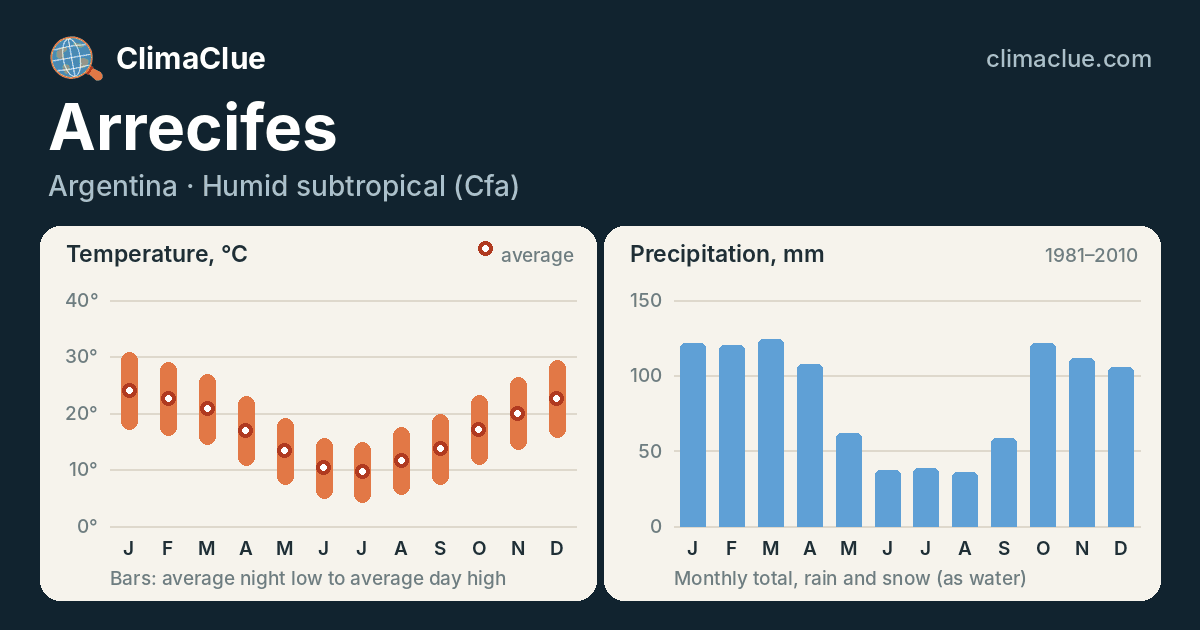 ClimaClue
climaclue.com
Arrecifes
Argentina · Humid subtropical (Cfa)
Temperature, °C
average
40°
30°
20°
10°
0°
J F M A M J J A S O N D
Bars: average night low to average day high
Precipitation, mm
1981–2010
150
100
50
0
J F M A M J J A S O N D
Monthly total, rain and snow (as water)